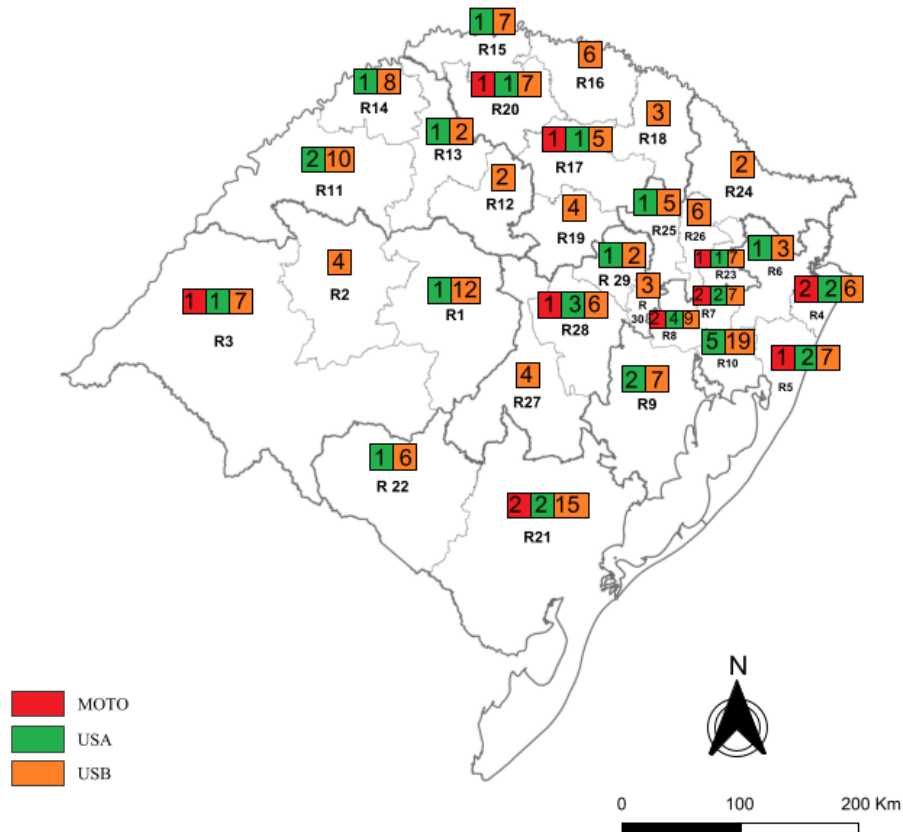 1 7
R15
6
R16
1 8
R14
1 1 7
R20
3
R18
1 2
R13
1 1 5
R17
2 10
R11
2
R12
2
R24
4
R19
1 5
R25
6
R26
4
R2
1 2
R 29
1 1 7
R23
1 3
R6
1 1 7
R3
1 12
R1
1 3 6
R28
3
R
30
2 2 7
R7
2 2 6
R4
2 4 9
R8
5 19
R10
1 2 7
R5
4
R27
2 7
R9
1 6
R 22
2 2 15
R21
N
MOTO
USA
USB
0 100 200 Km